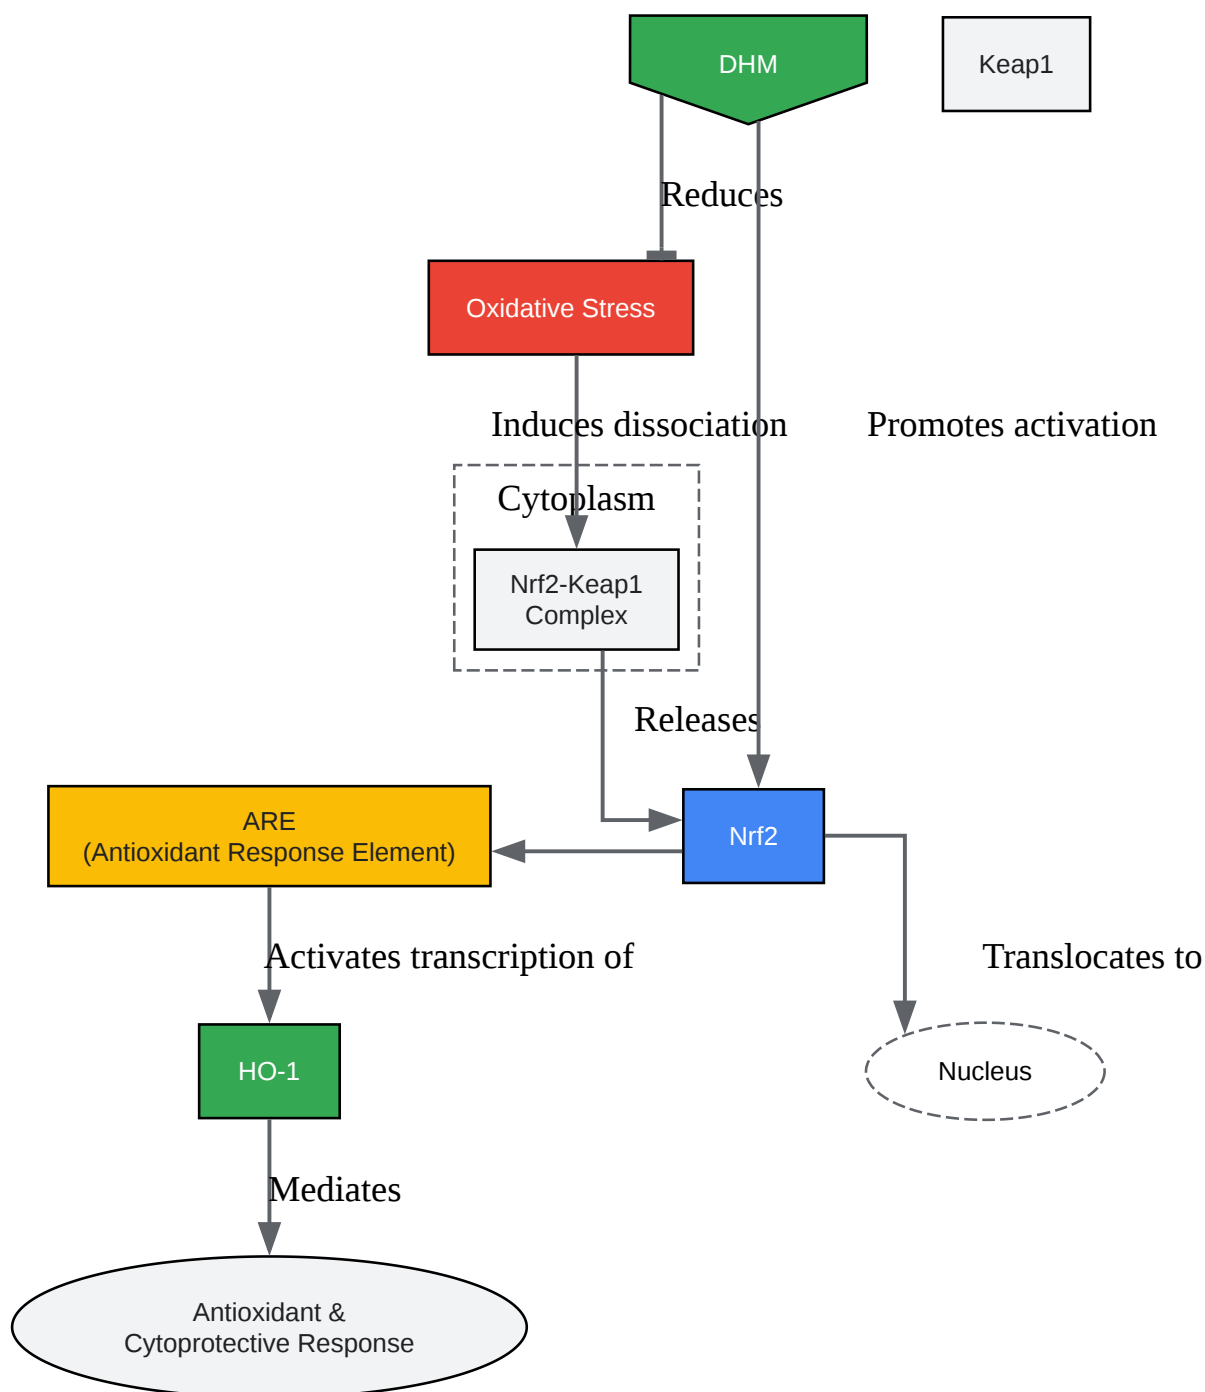 DHM
Keap1
Reduces
Oxidative Stress
Induces dissociation
Promotes activation
Cytoplasm
Nrf2-Keap1
Complex
Releases
ARE
(Antioxidant Response Element)
Nrf2
Activates transcription of
Translocates to
HO-1
Nucleus
Mediates
Antioxidant &
Cytoprotective Response